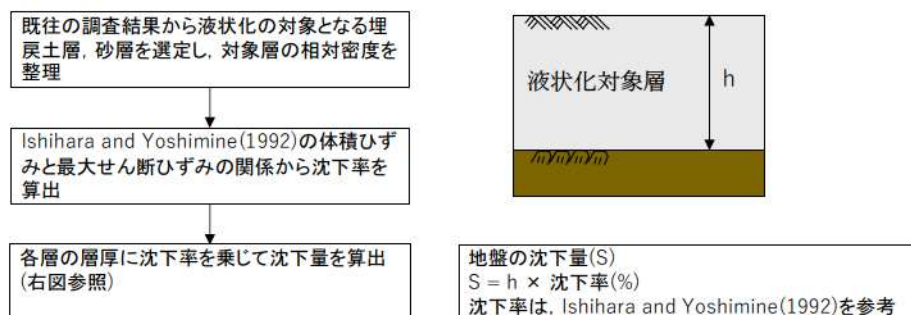 既往の調査結果から液状化の対象となる埋
戻土層，砂層を選定し，対象層の相対密度を
整理
Ishihara and Yoshimine(1992)の体積ひず
みと最大せん断ひずみの関係から沈下率を
算出
各層の層厚に沈下率を乗じて沈下量を算出
(右図参照)
液状化対象層
h
地盤の沈下量(S)
S = h × 沈下率(%)
沈下率は，Ishihara and Yoshimine(1992)を参考